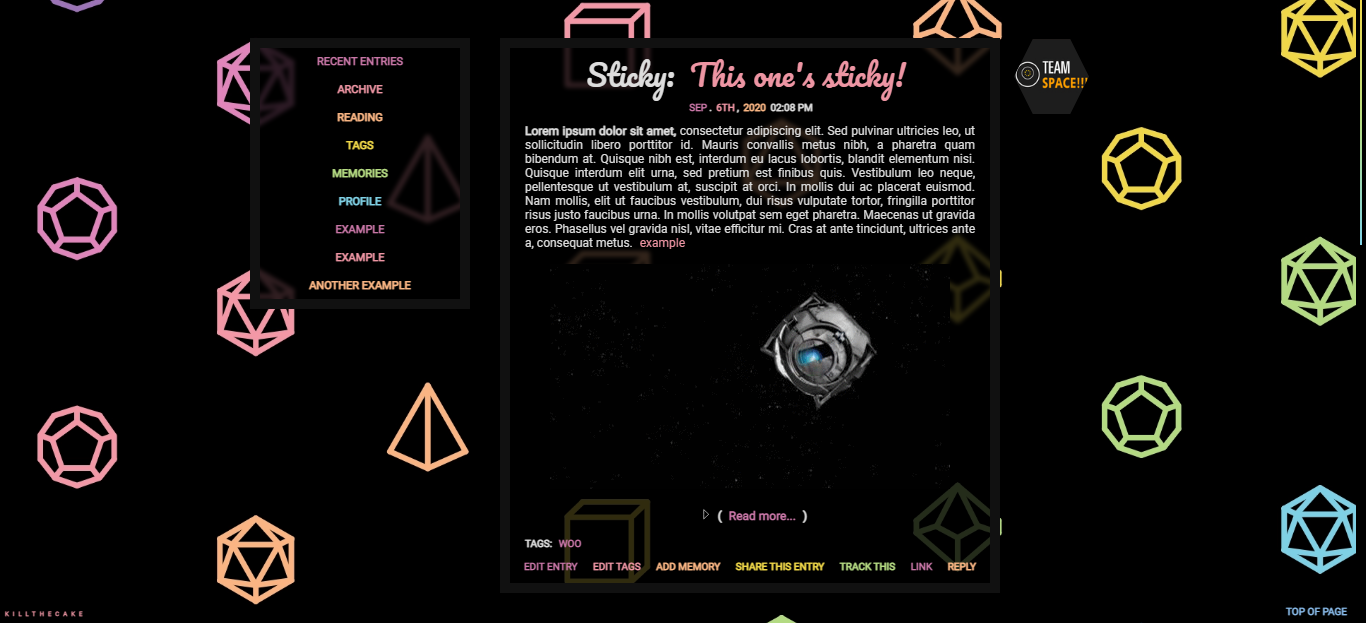 RECENT ENTRIES
ARCHIVE
READING
TAGS
MEMORIES
PROFILE
EXAMPLE
EXAMPLE
ANOTHER EXAMPLE
Sticky: This one's sticky!
SEP . 6TH , 2020 02:08 PM
Lorem ipsum dolor sit amet, consectetur adipiscing elit. Sed pulvinar ultricies leo, ut
sollicitudin libero porttitor id. Mauris convallis metus nibh, a pharetra quam
bibendum at. Quisque nibh est, interdum eu lacus lobortis, blandit elementum nisi.
Quisque interdum elit urna, sed pretium est finibus quis. Vestibulum leo neque,
pellentesque ut vestibulum at, suscipit at orci. In mollis dui ac placerat euismod.
Nam mollis, elit ut faucibus vestibulum, dui risus vulputate tortor, fringilla porttitor
risus justo faucibus urna. In mollis volutpat sem eget pharetra. Maecenas ut gravida
eros. Phasellus vel gravida nisl, vitae efficitur mi. Cras at ante tincidunt, ultrices ante
a, consequat metus. example
( Read more... )
TAGS: WOO
EDIT ENTRY EDIT TAGS ADD MEMORY SHARE THIS ENTRY TRACK THIS LINK REPLY
TEAM
SPACE!!!
KILLTHECAKE
TOP OF PAGE